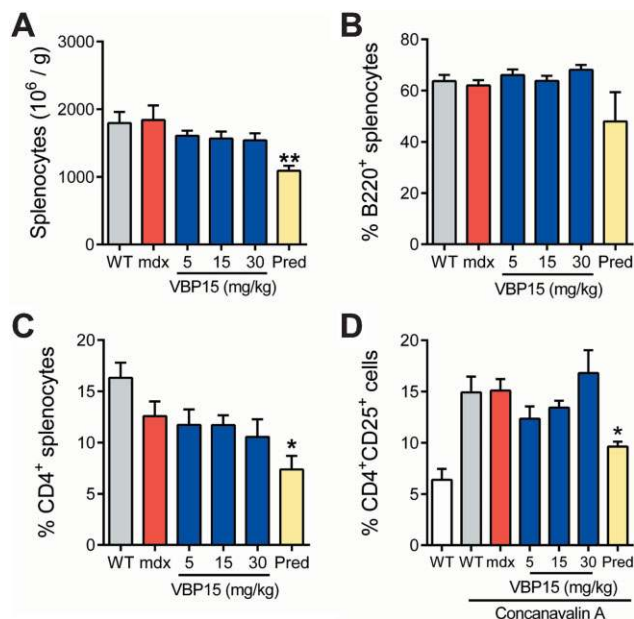 A
Splenocytes (10⁶ / g)
3000
2000
1000
0
**
WT mdx 5 15 30 Pred
VBP15 (mg/kg)
B
% B220⁺ splenocytes
80
60
40
20
0
WT mdx 5 15 30 Pred
VBP15 (mg/kg)
C
% CD4⁺ splenocytes
20
15
10
5
0
*
WT mdx 5 15 30 Pred
VBP15 (mg/kg)
D
% CD4⁺CD25⁺ cells
20
15
10
5
0
*
WT WT mdx 5 15 30 Pred
VBP15 (mg/kg)
Concanavalin A